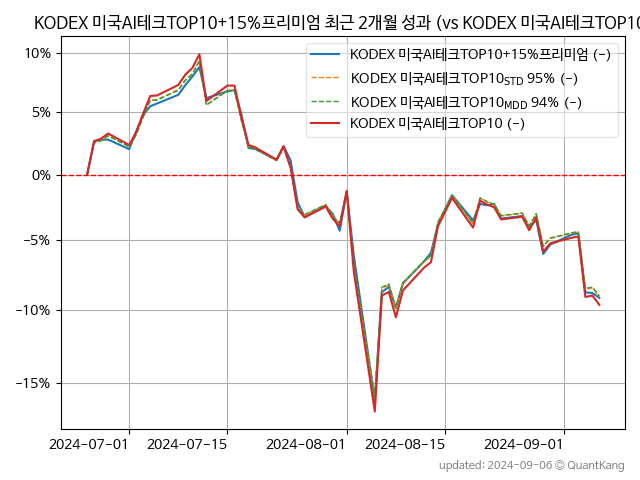 KODEX 미국AI테크TOP10+15%프리미엄 최근 2개월 성과 (vs KODEX 미국AI테크TOP10
10%
5%
0%
−5%
−10%
−15%
KODEX 미국AI테크TOP10+15%프리미엄 (−)
KODEX 미국AI테크TOP10STD 95% (−)
KODEX 미국AI테크TOP10MDD 94% (−)
KODEX 미국AI테크TOP10 (−)
2024−07−01 2024−07−15 2024−08−01 2024−08−15 2024−09−01
updated: 2024-09-06 © QuantKang